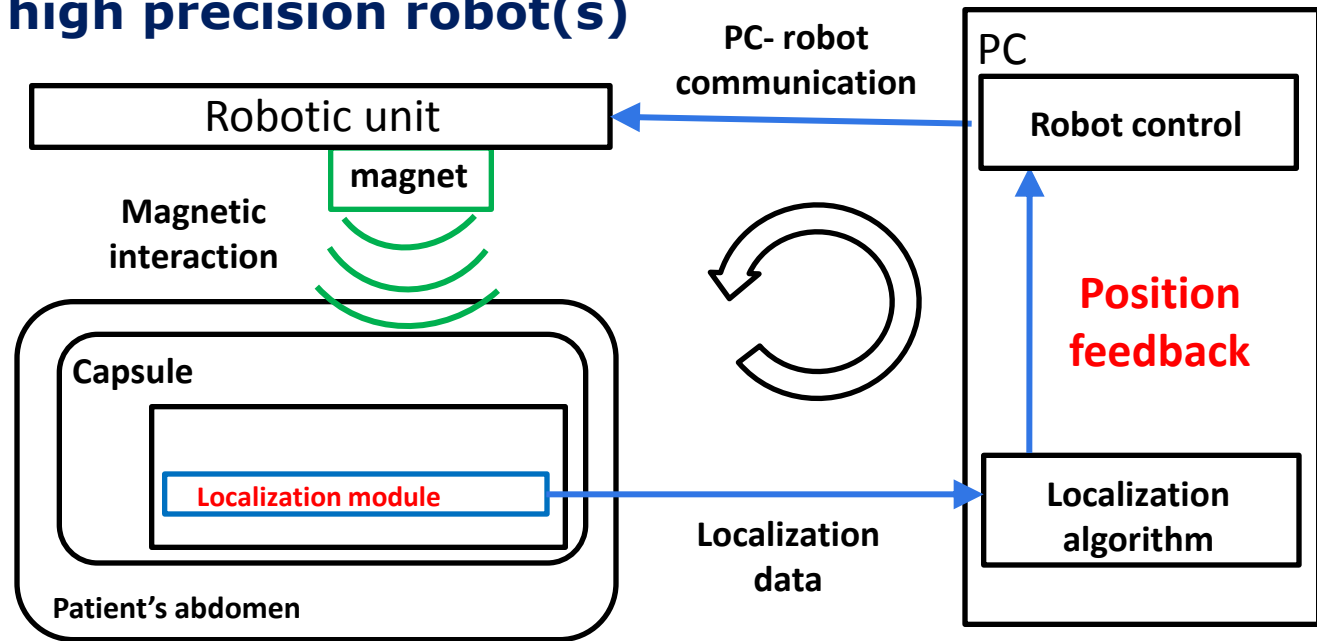 high precision robot(s)
PC- robot
communication
PC
Robotic unit
Robot control
magnet
Magnetic
interaction
Position
feedback
Capsule
Localization module
Localization
algorithm
Localization
data
Patient's abdomen